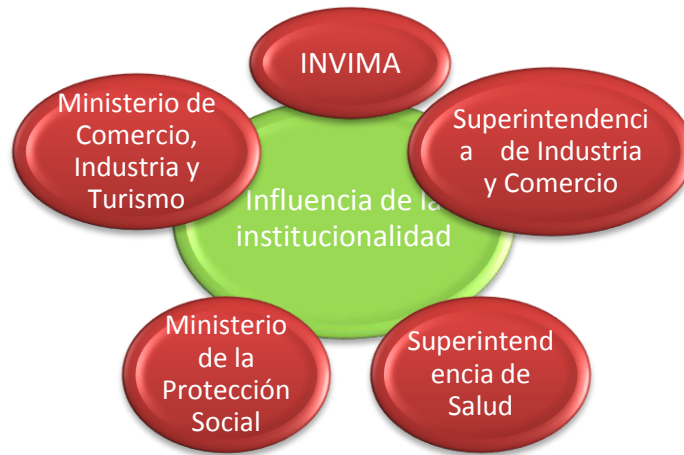 INVIMA
Ministerio de
Comercio,
Industria y
Turismo
Superintendenci
a de Industria
y Comercio
Influencia de la
institucionalidad
Ministerio
de la
Protección
Social
Superintend
encia de
Salud